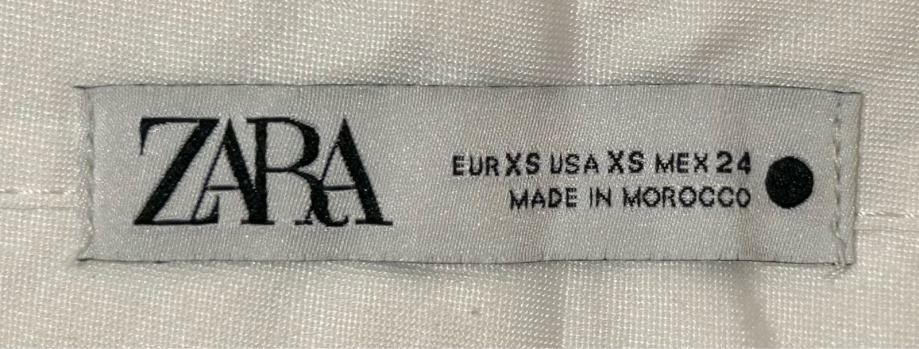 ZARA
EUR XS USA XS MEX 24
MADE IN MOROCCO